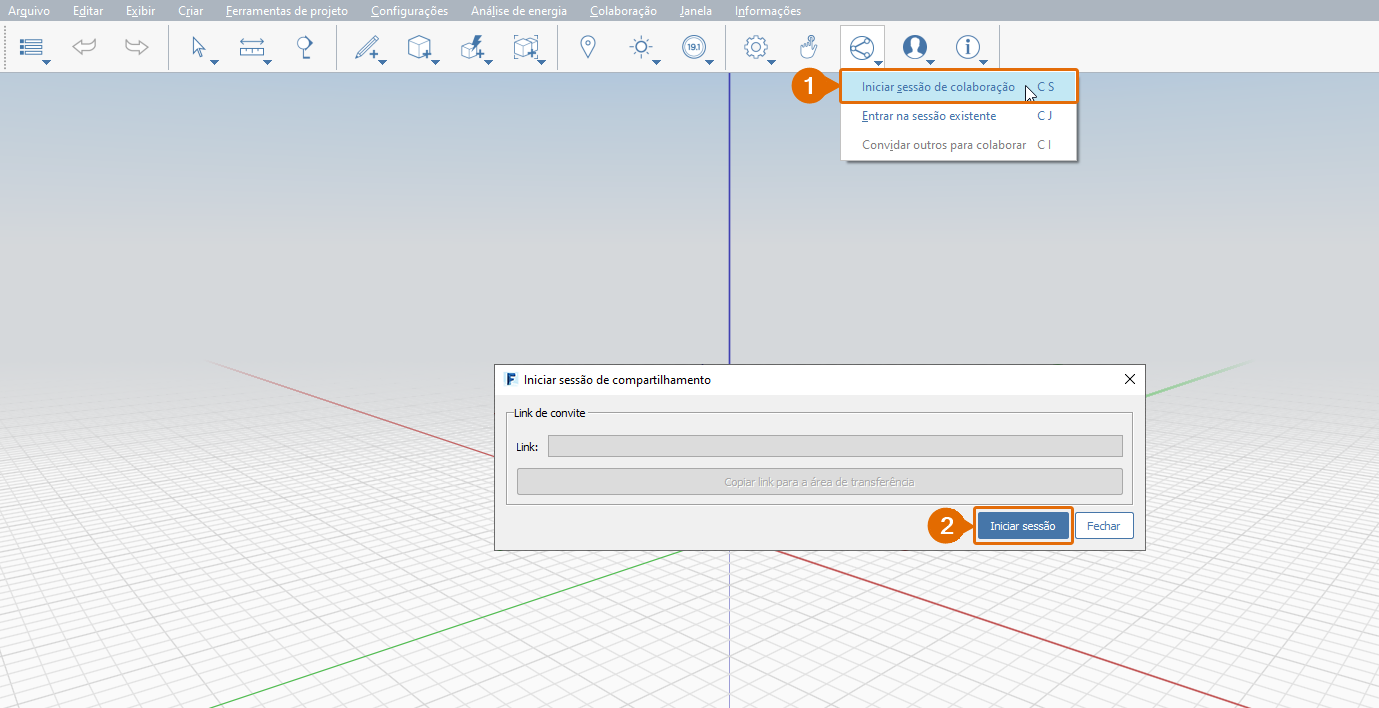 Arquivo Editar Exibir Criar Ferramentas de projeto Configurações Análise de energia Colaboração Janela Informações
19.1
1
Iniciar sessão de colaboração C S
Entrar na sessão existente C J
Convidar outros para colaborar C I
F Iniciar sessão de compartilhamento
Link de convite
Link:
Copiar link para a área de transferência
2
Iniciar sessão
Fechar